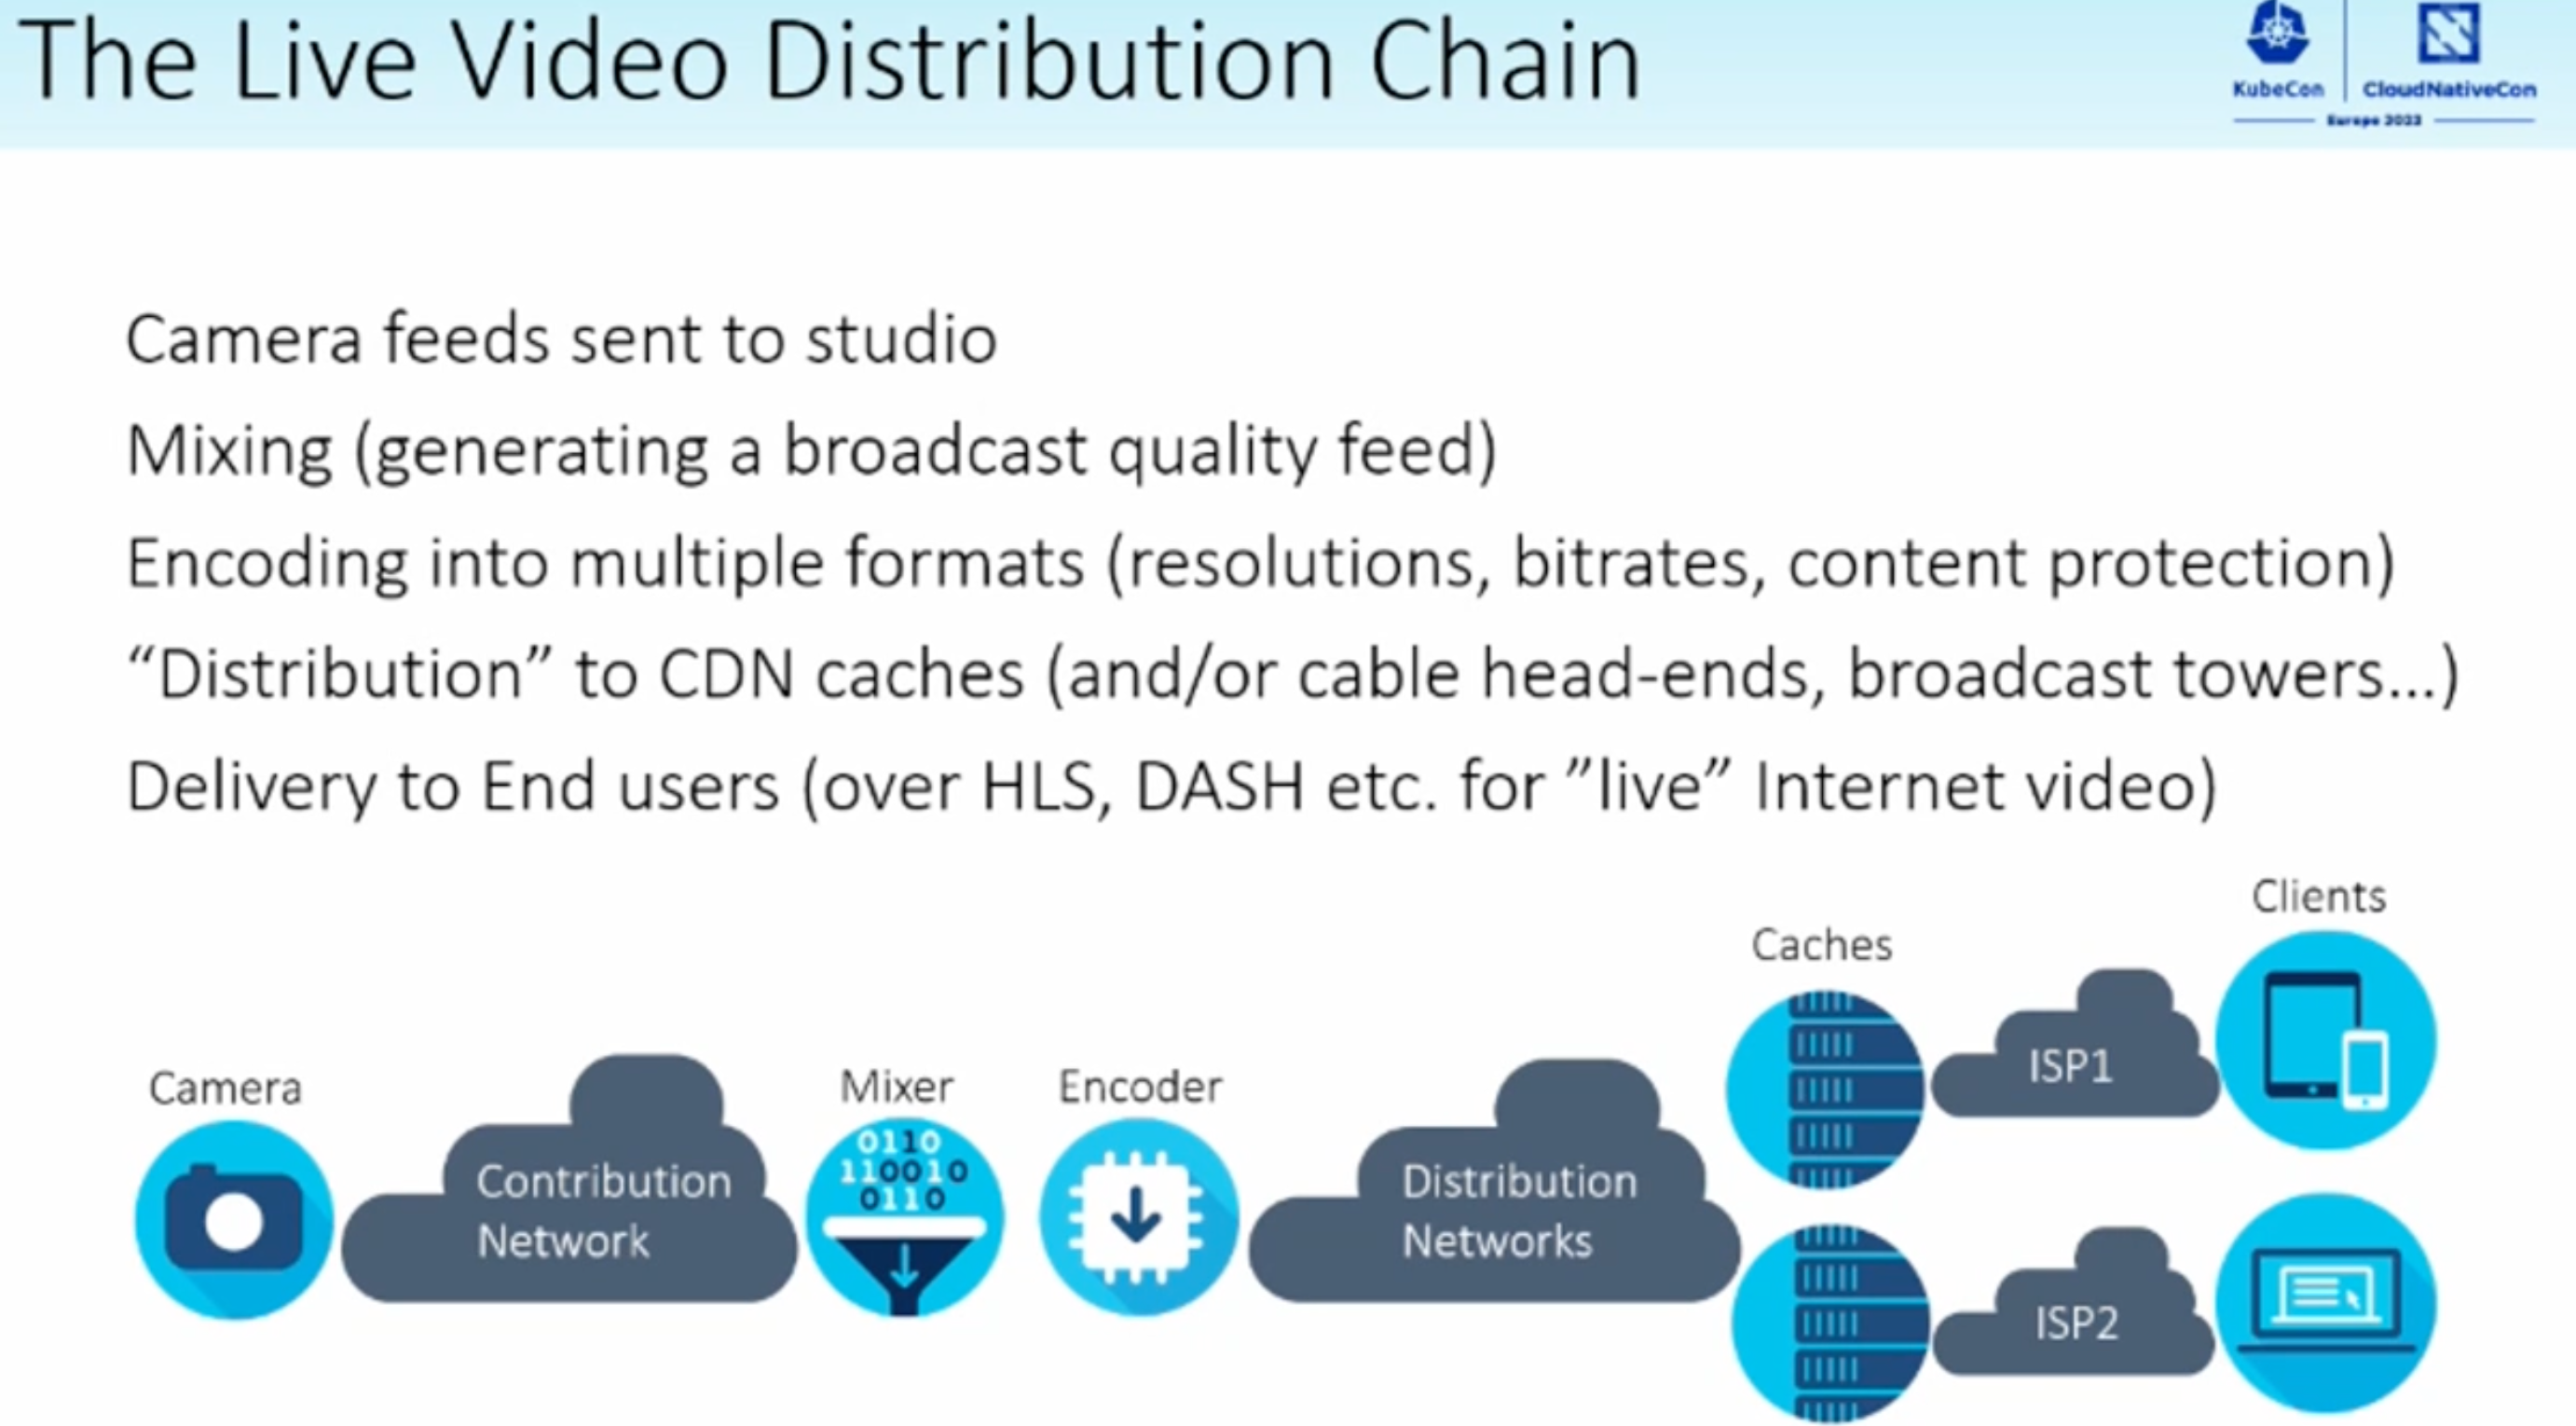 The Live Video Distribution Chain
KubeCon
CloudNativeCon
Europe 2023
Camera feeds sent to studio
Mixing (generating a broadcast quality feed)
Encoding into multiple formats (resolutions, bitrates, content protection)
“Distribution” to CDN caches (and/or cable head-ends, broadcast towers...)
Delivery to End users (over HLS, DASH etc. for ”live” Internet video)
Camera
Contribution
Network
Mixer
0110
110010
0110
Encoder
Distribution
Networks
Caches
ISP1
ISP2
Clients